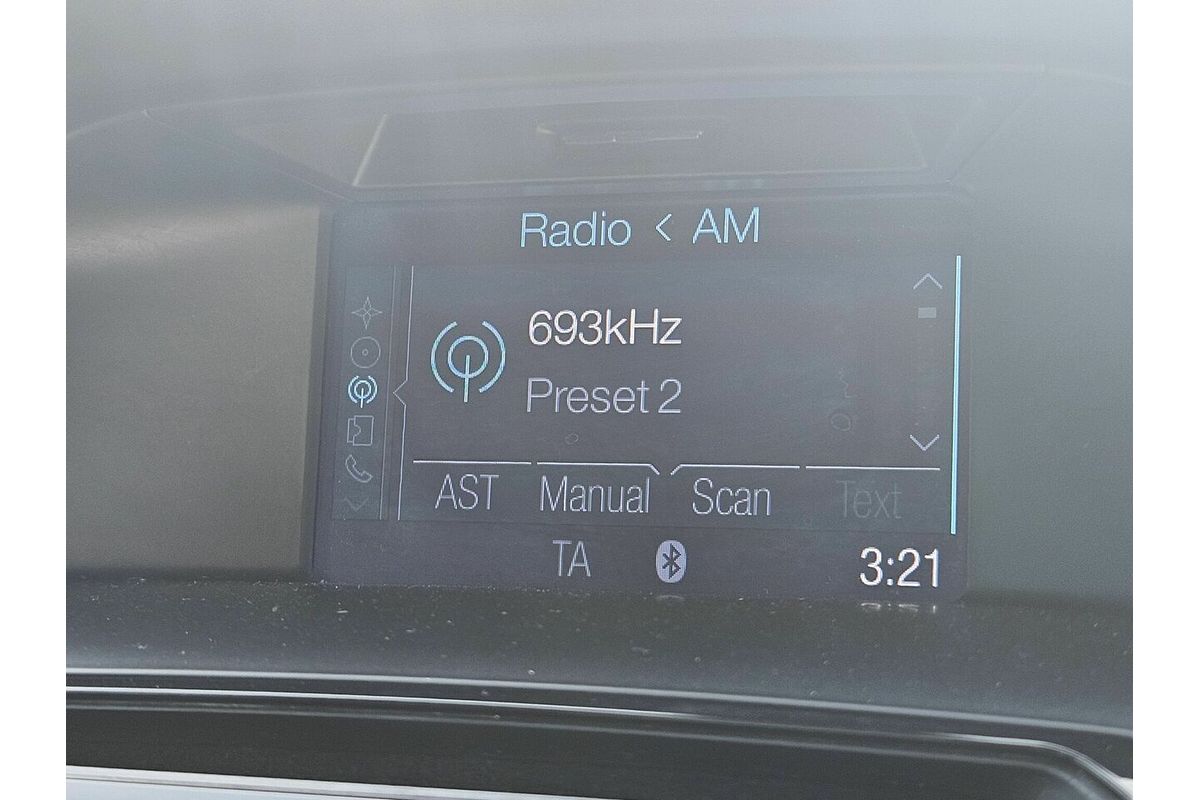 Radio < AM
693kHz
Preset 2
AST Manual Scan Text
TA 3:21